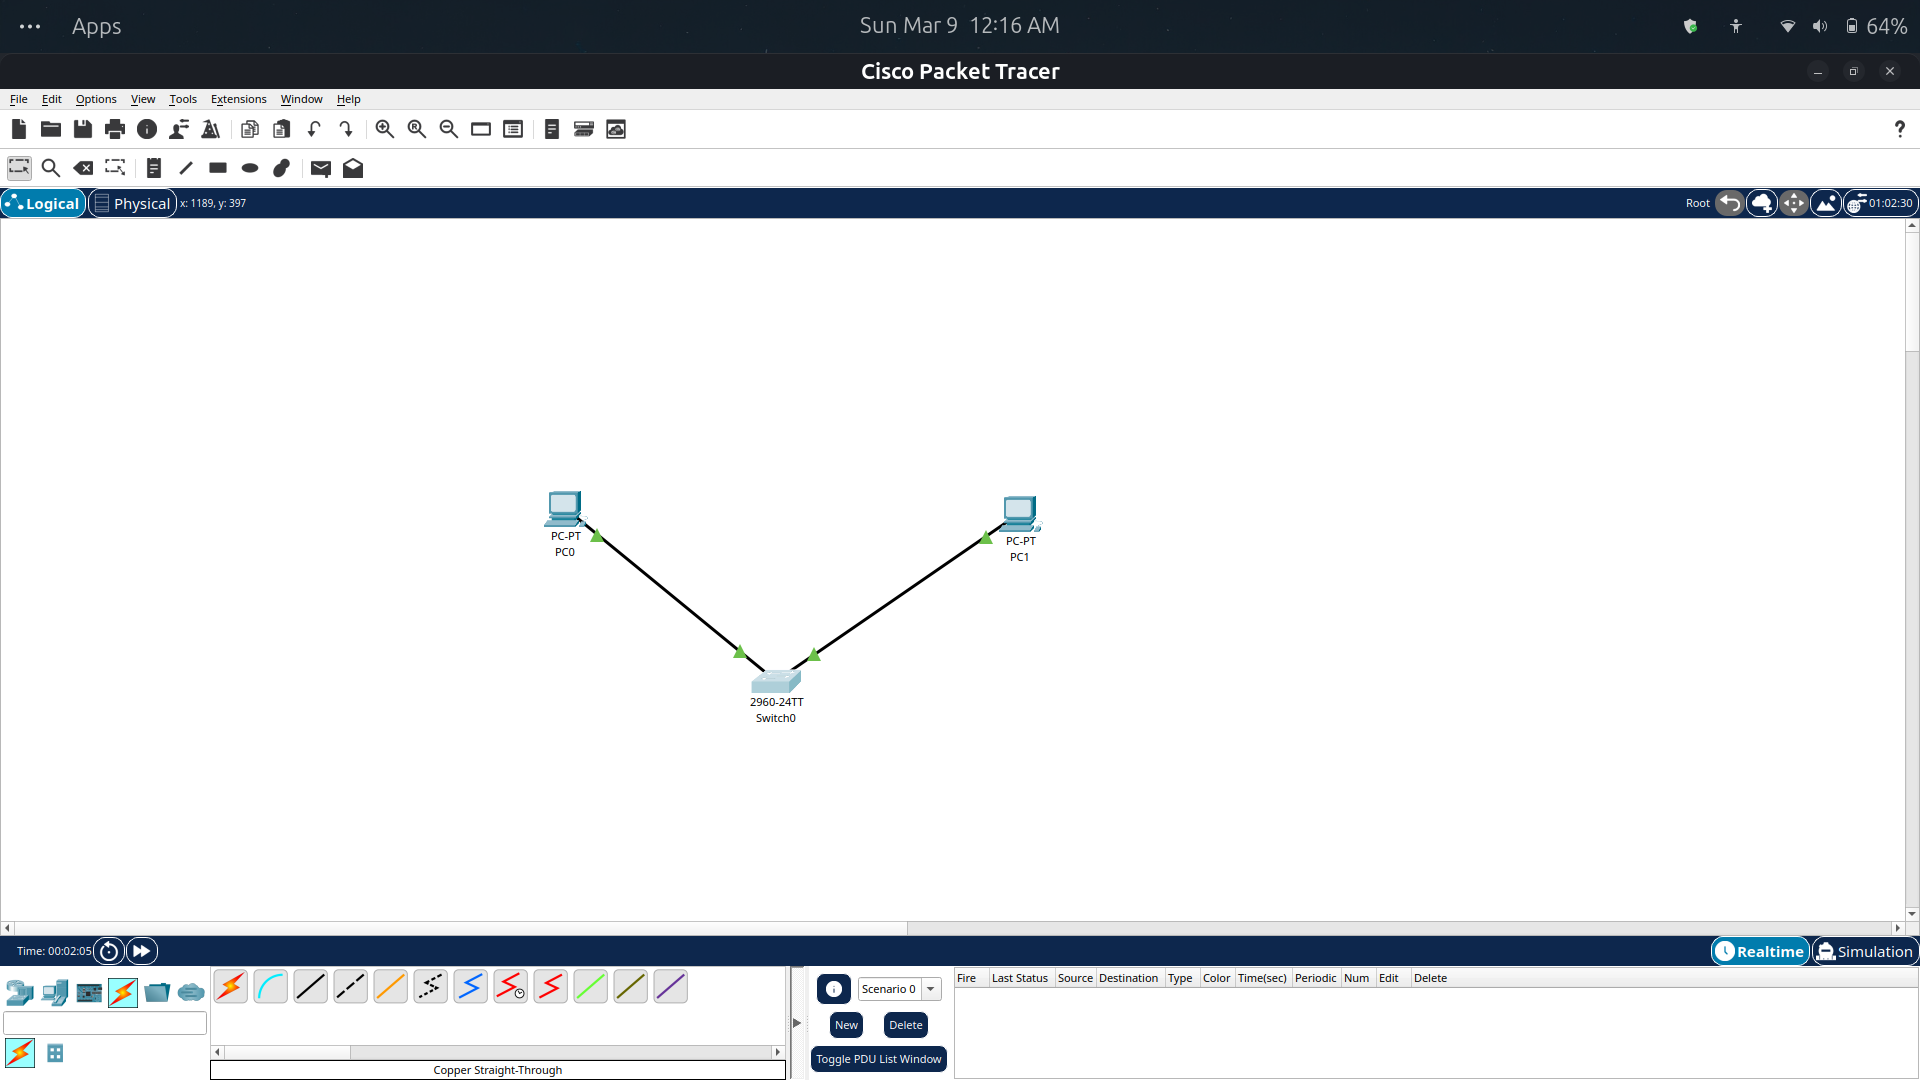 Apps
Sun Mar 9 12:16 AM
64%
Cisco Packet Tracer
File Edit Options View Tools Extensions Window Help
Logical Physical x: 1189, y: 397
Root 01:02:30
PC-PT
PC0
PC-PT
PC1
2960-24TT
Switch0
Time: 00:02:05
Realtime Simulation
Scenario 0
New Delete
Toggle PDU List Window
Fire Last Status Source Destination Type Color Time(sec) Periodic Num Edit Delete
Copper Straight-Through